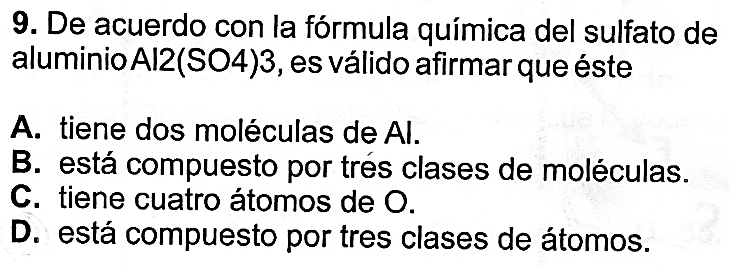 9. De acuerdo con la fórmula química del sulfato de
aluminio Al2(SO4)3, es válido afirmar que éste
A. tiene dos moléculas de Al.
B. está compuesto por tres clases de moléculas.
C. tiene cuatro átomos de O.
D. está compuesto por tres clases de átomos.